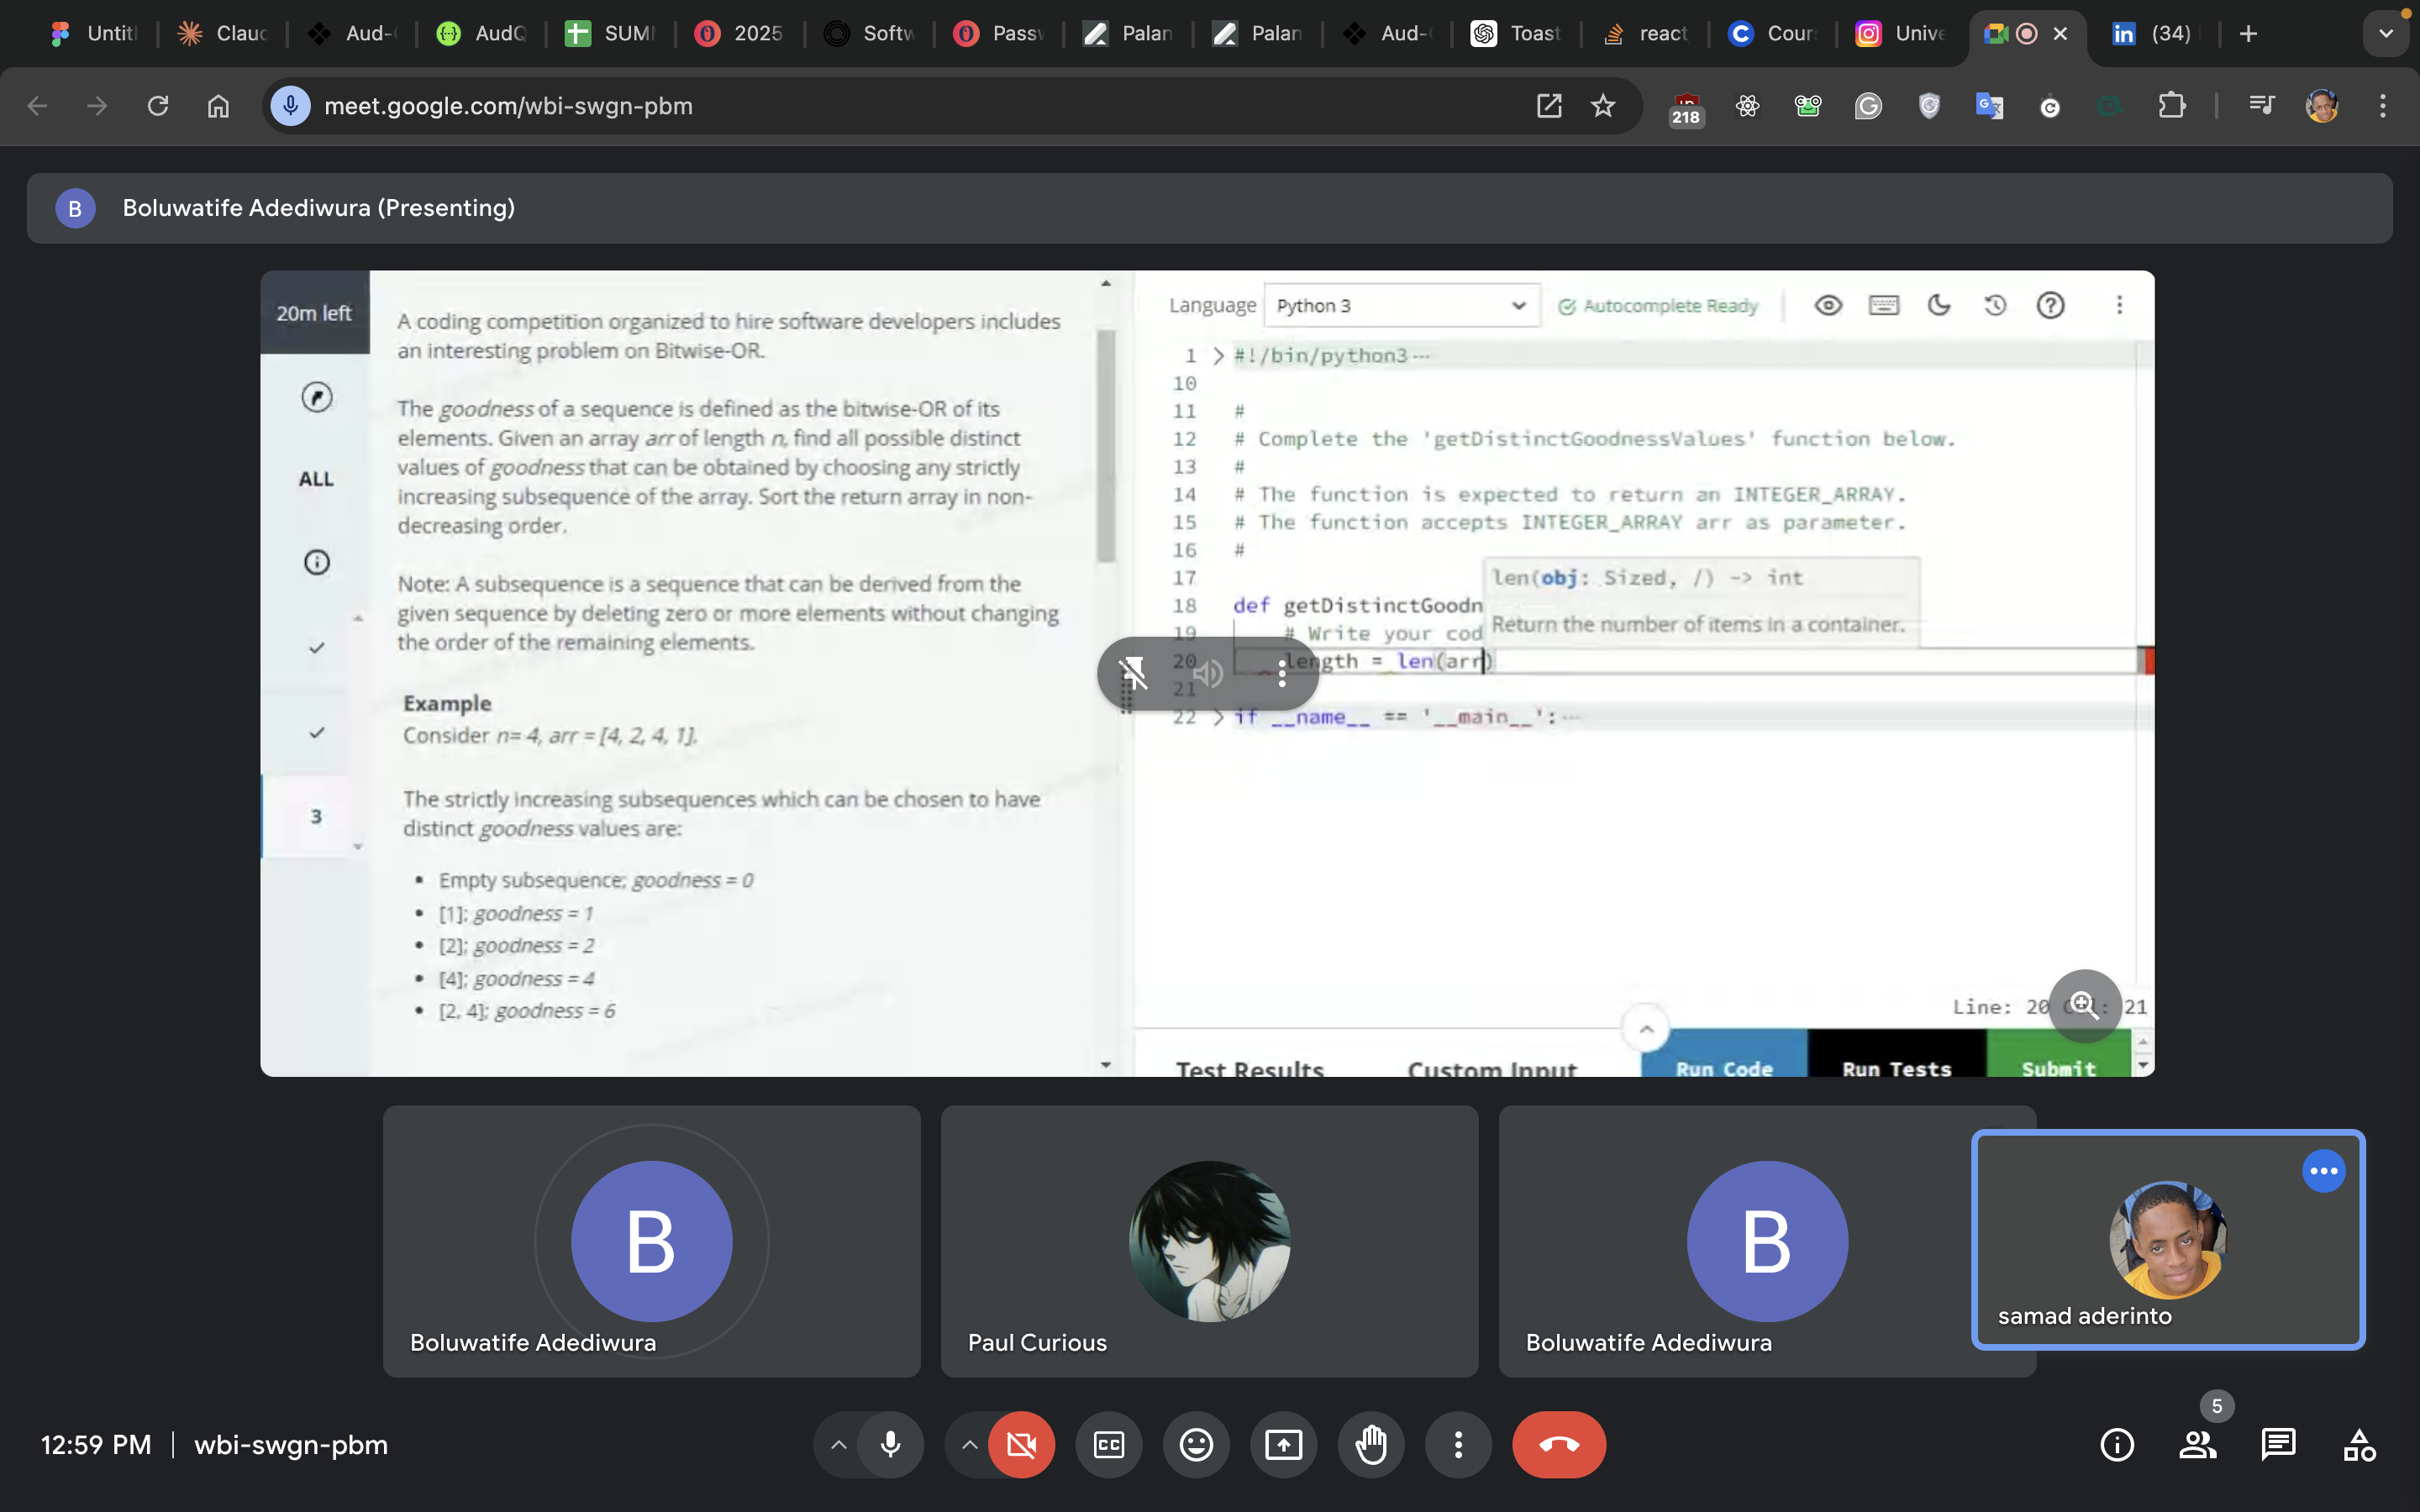 Untitl
Claud
Aud-
AudQ
SUMM
2025
Softw
Passw
Palan
Palan
Aud-
Toast
react
Cour
Unive
(34)
meet.google.com/wbi-swgn-pbm
218
B
Boluwatife Adediwura (Presenting)
20m left
ALL
3
A coding competition organized to hire software developers includes
an interesting problem on Bitwise-OR.
The goodness of a sequence is defined as the bitwise-OR of its
elements. Given an array arr of length n, find all possible distinct
values of goodness that can be obtained by choosing any strictly
increasing subsequence of the array. Sort the return array in non-
decreasing order.
Note: A subsequence is a sequence that can be derived from the
given sequence by deleting zero or more elements without changing
the order of the remaining elements.
Example
Consider n= 4, arr = [4, 2, 4, 1].
The strictly increasing subsequences which can be chosen to have
distinct goodness values are:
• Empty subsequence; goodness = 0
• [1]; goodness = 1
• [2]; goodness = 2
• [4]; goodness = 4
• [2, 4]; goodness = 6
Language Python 3 Autocomplete Ready
1 > #!/bin/python3 ···
10
11 #
12 # Complete the 'getDistinctGoodnessValues' function below.
13 #
14 # The function is expected to return an INTEGER_ARRAY.
15 # The function accepts INTEGER_ARRAY arr as parameter.
16 #
17
len(obj: Sized, /) -> int
18 def getDistinctGoodn
Return the number of items in a container.
19 # Write your cod
20 length = len(arr)
21
22 > if __name__ == '__main__': ···
Line: 20 Col: 21
Test Results
Custom Input
Run Code
Run Tests
Submit
B
Boluwatife Adediwura
Paul Curious
B
Boluwatife Adediwura
samad aderinto
12:59 PM | wbi-swgn-pbm
CC
5